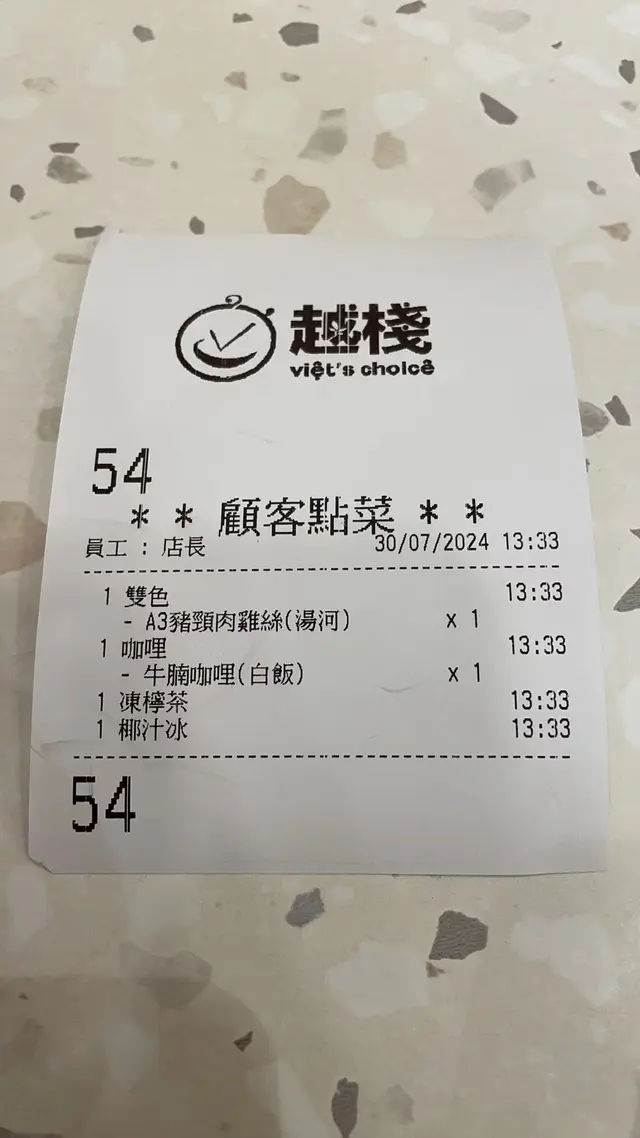 越棧
việt's choicê
54
* * 顧客點菜 * *
員工 : 店長 30/07/2024 13:33
1 雙色 13:33
- A3豬頸肉雞絲(湯河) x 1
1 咖哩 13:33
- 牛腩咖哩(白飯) x 1
1 凍檸茶 13:33
1 椰汁冰 13:33
54